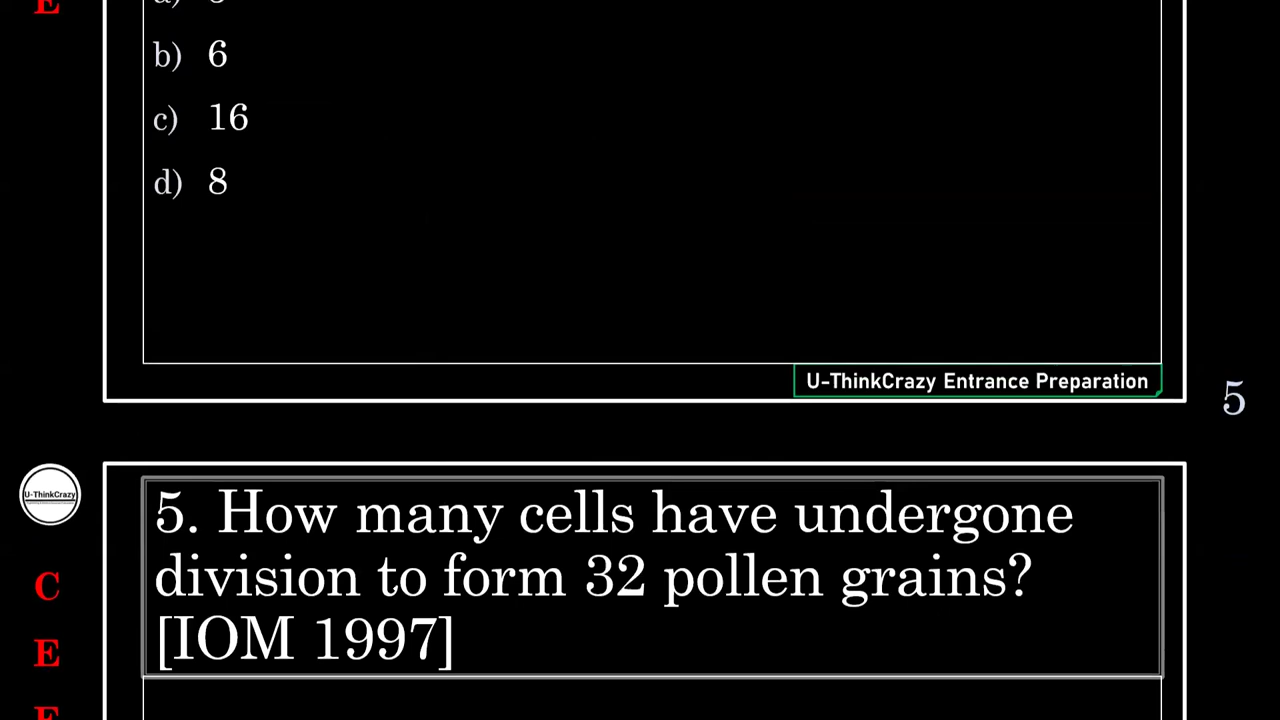 E
b) 6
c) 16
d) 8
U-ThinkCrazy Entrance Preparation
5
U-ThinkCrazy
5. How many cells have undergone
division to form 32 pollen grains?
[IOM 1997]
C
E